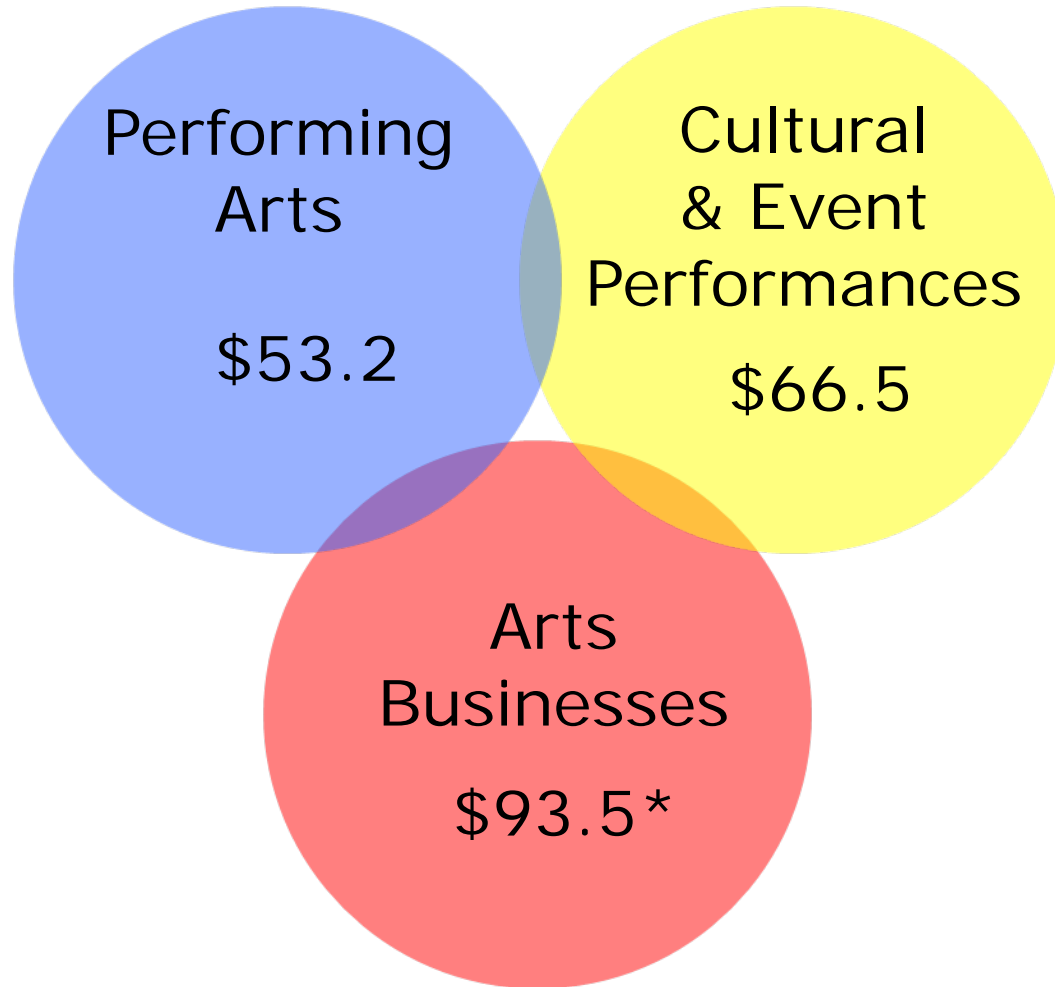 Performing
Arts
$53.2
Cultural
& Event
Performances
$66.5
Arts
Businesses
$93.5*